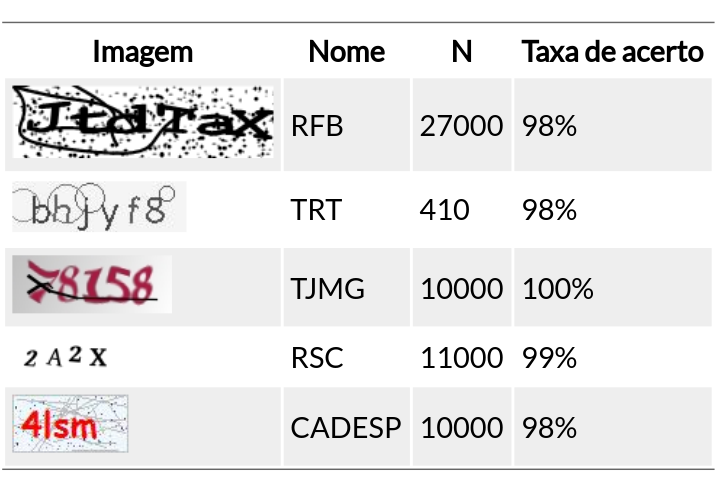 Imagem Nome N Taxa de acerto
JtdTaX RFB 27000 98%
bhjyf8 TRT 410 98%
78158 TJMG 10000 100%
2A2X RSC 11000 99%
4lsm CADESP 10000 98%